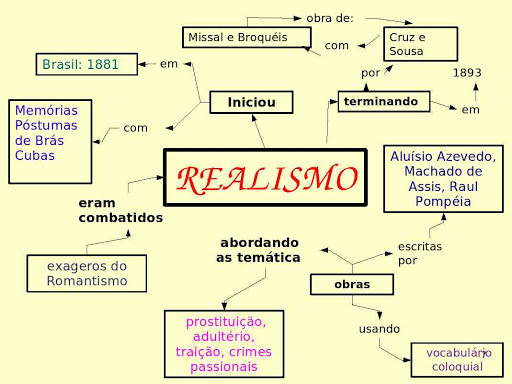 obra de:
Missal e Broquéis
com
Cruz e
Sousa
Brasil: 1881
em
por
1893
Iniciou
terminando
em
Memórias
Póstumas
de Brás
Cubas
com
REALISMO
Aluísio Azevedo,
Machado de
Assis, Raul
Pompéia
eram
combatidos
exageros do
Romantismo
abordando
as temática
escritas
por
obras
prostituição,
adultério,
traição, crimes
passionais
usando
vocabulário
coloquial